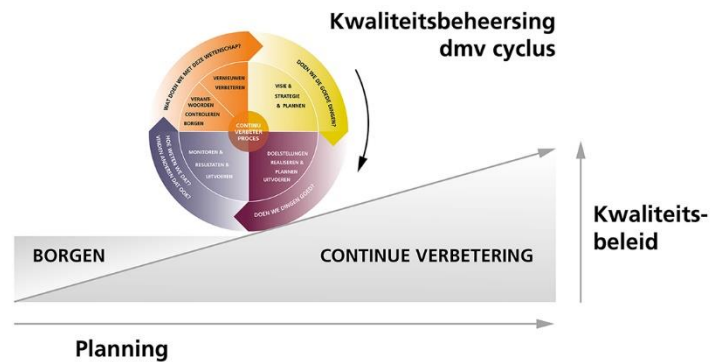 Kwaliteitsbeheersing
dmv cyclus
WAT DOEN WE MET DEZE WETENSCHAP?
DOEN WE DE GOEDE DINGEN?
VERNIEUWEN
VERBETEREN
VERANT
WOORDEN
CONTROLEREN
BORGEN
VISIE &
STRATEGIE
& PLANNEN
CONTINU
VERBETER
PROCES
MONITOREN &
RESULTATEN &
UITVOEREN
DOELSTELLINGEN
REALISEREN &
PLANNEN
UITVOEREN
HOE WETEN WE DAT?
VINDEN ANDEREN DAT OOK?
DOEN WE DINGEN GOED?
BORGEN
CONTINUE VERBETERING
Kwaliteits-
beleid
Planning